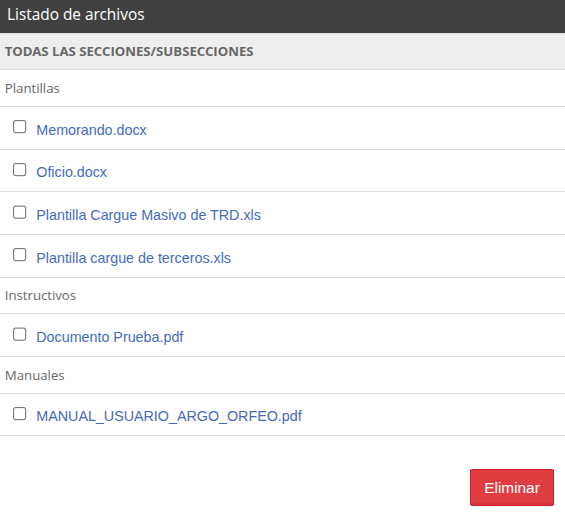 Listado de archivos
TODAS LAS SECCIONES/SUBSECCIONES
Plantillas
Memorando.docx
Oficio.docx
Plantilla Cargue Masivo de TRD.xls
Plantilla cargue de terceros.xls
Instructivos
Documento Prueba.pdf
Manuales
MANUAL_USUARIO_ARGO_ORFEO.pdf
Eliminar